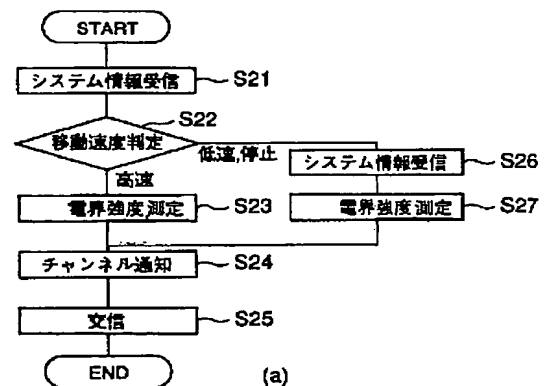 START
システム情報受信
S21
S22
移動速度判定
低速,停止
高速
システム情報受信
S26
電界強度測定
S23
電界強度測定
S27
チャンネル通知
S24
交信
S25
END
(a)